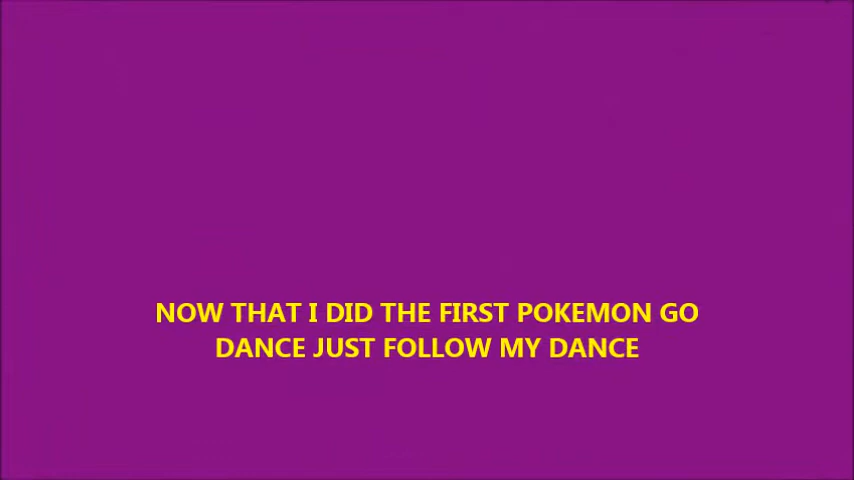 NOW THAT I DID THE FIRST POKEMON GO
DANCE JUST FOLLOW MY DANCE